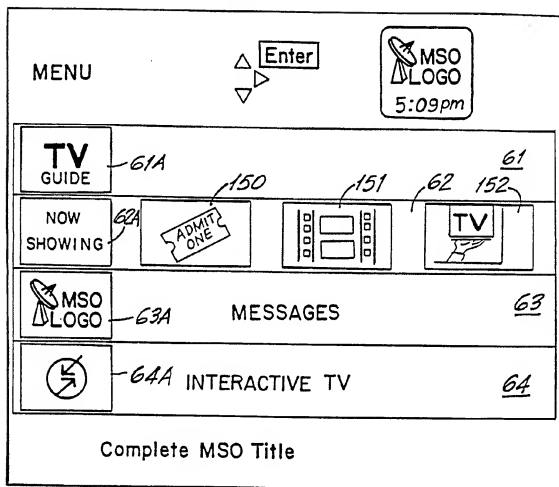 MENU
Enter
MSO
LOGO
5:09pm
TV
GUIDE
61A
61
NOW
SHOWING
62A
150
ADMIT
ONE
151
62
152
TV
MSO
LOGO
63A
MESSAGES
63
64A
INTERACTIVE TV
64
Complete MSO Title